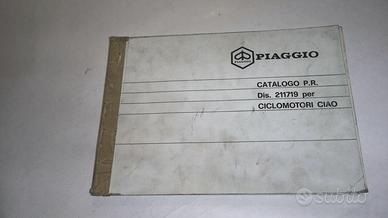 PIAGGIO
CATALOGO P.R.
Dis. 211719 per
CICLOMOTORI CIAO
subito